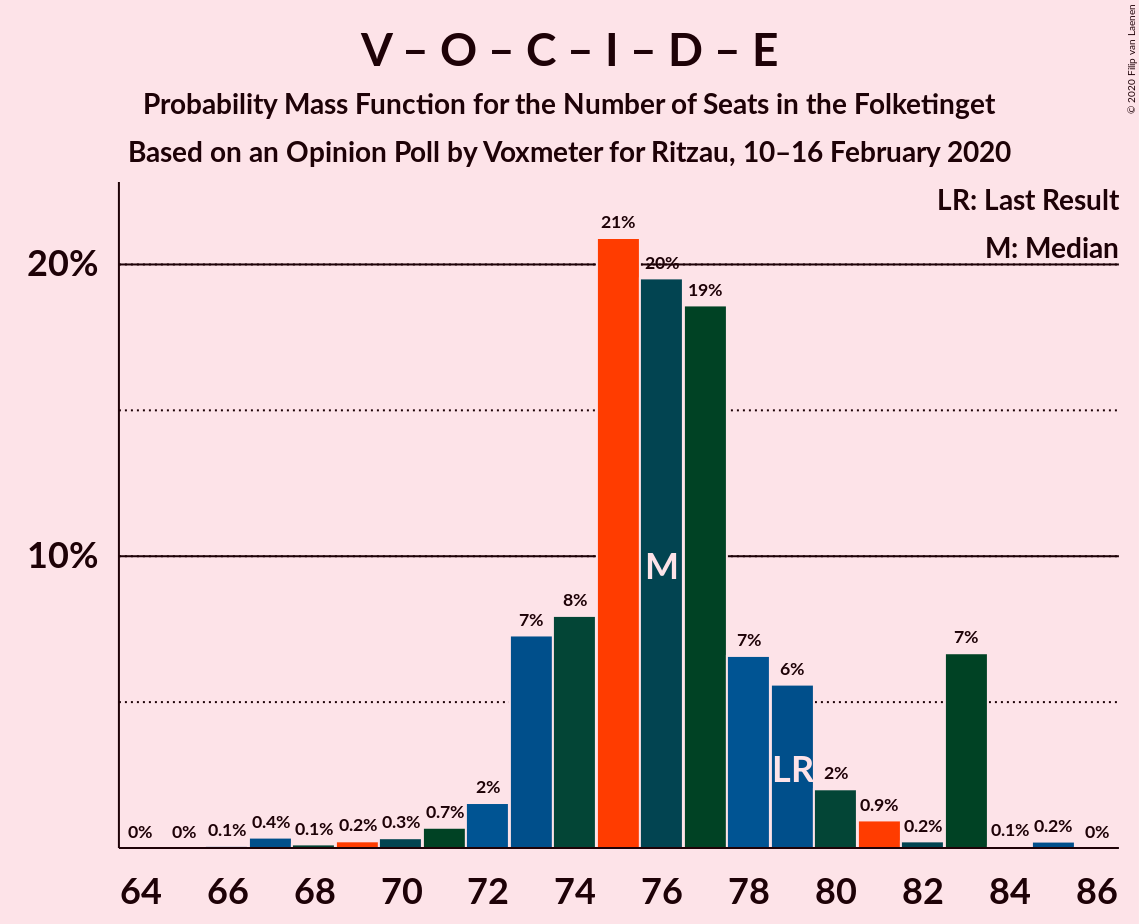 V – O – C – I – D – E
Probability Mass Function for the Number of Seats in the Folketinget
Based on an Opinion Poll by Voxmeter for Ritzau, 10–16 February 2020
© 2020 Filip van Laenen
LR: Last Result
M: Median
20%
10%
0%
0%
0.1%
0.4%
0.1%
0.2%
0.3%
0.7%
2%
7%
8%
21%
20%
19%
7%
6%
2%
0.9%
0.2%
7%
0.1%
0.2%
0%
M
LR
64 66 68 70 72 74 76 78 80 82 84 86